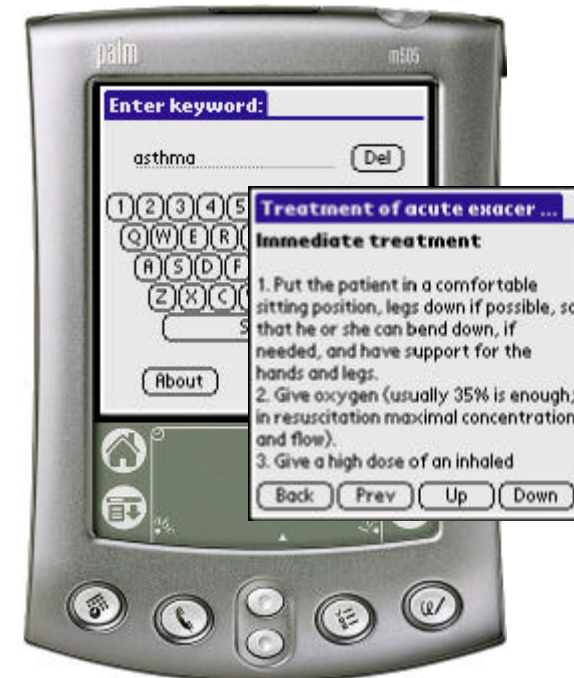 palm
m505
Enter keyword:
asthma
Del
1 2 3 4 5
Q W E R
A S D F
Z X C
S
About
Treatment of acute exacer ...
Immediate treatment
1. Put the patient in a comfortable
sitting position, legs down if possible, so
that he or she can bend down, if
needed, and have support for the
hands and legs.
2. Give oxygen (usually 35% is enough;
in resuscitation maximal concentration
and flow).
3. Give a high dose of an inhaled
Back Prev Up Down